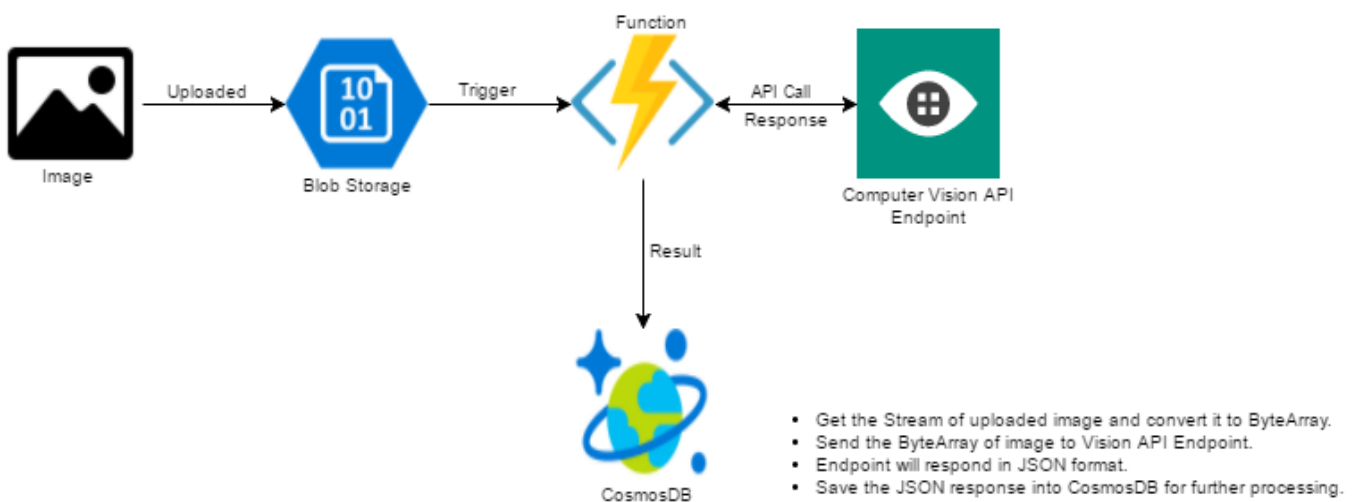 Function
Uploaded
Trigger
API Call
Response
10
01
Image
Blob Storage
Computer Vision API
Endpoint
Result
CosmosDB
• Get the Stream of uploaded image and convert it to ByteArray.
• Send the ByteArray of image to Vision API Endpoint.
• Endpoint will respond in JSON format.
• Save the JSON response into CosmosDB for further processing.